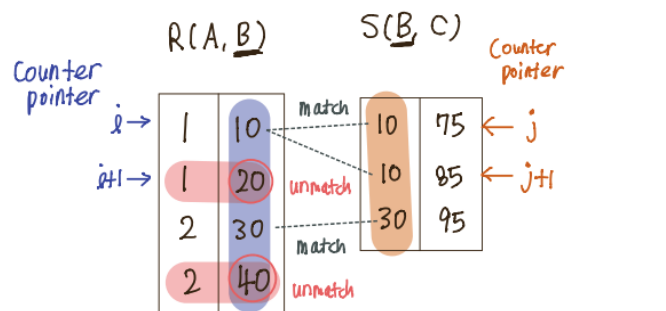 R(A, B)
S(B, C)
Counter
pointer
Counter
pointer
i → 1 10 match 10 75 ← j
i+1 → 1 20 unmatch 10 85 ← j+1
2 30 match 30 95
2 40 unmatch